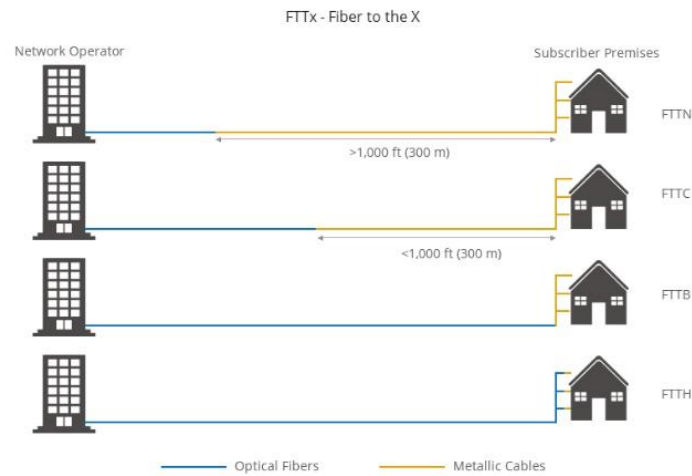 FTTx - Fiber to the X
Network Operator
Subscriber Premises
FTTN
>1,000 ft (300 m)
FTTC
<1,000 ft (300 m)
FTTB
FTTH
Optical Fibers
Metallic Cables